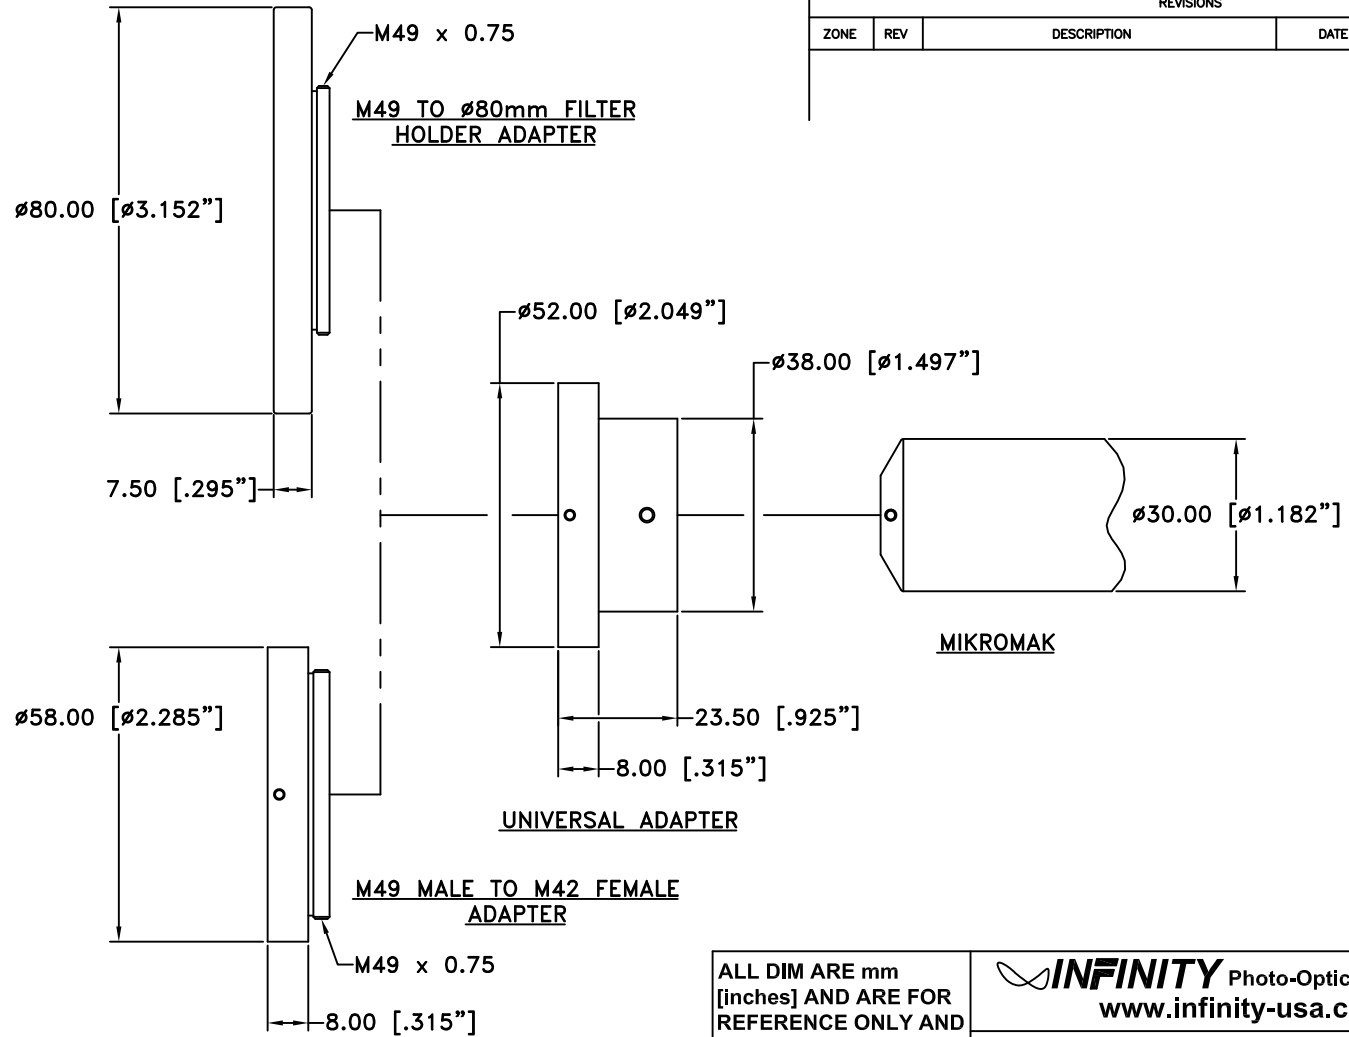 REVISIONS
ZONE REV DESCRIPTION DATE
M49 x 0.75
M49 TO ø80mm FILTER
HOLDER ADAPTER
ø80.00 [ø3.152”]
7.50 [.295”]
ø52.00 [ø2.049”]
ø38.00 [ø1.497”]
ø30.00 [ø1.182”]
MIKROMAK
23.50 [.925”]
8.00 [.315”]
UNIVERSAL ADAPTER
ø58.00 [ø2.285”]
M49 MALE TO M42 FEMALE
ADAPTER
M49 x 0.75
8.00 [.315”]
ALL DIM ARE mm
[inches] AND ARE FOR
REFERENCE ONLY AND
INFINITY Photo-Optic
www.infinity-usa.c